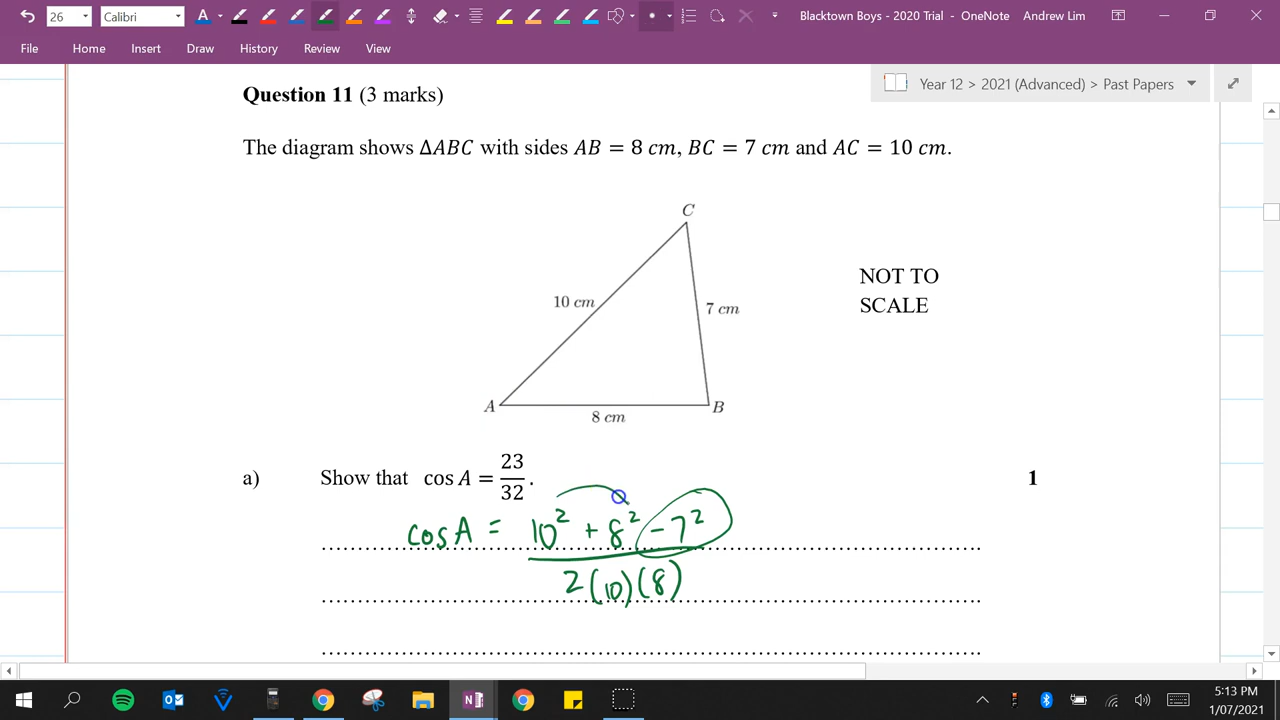 26 Calibri Blacktown Boys - 2020 Trial - OneNote Andrew Lim
File Home Insert Draw History Review View
Year 12 > 2021 (Advanced) > Past Papers
Question 11 (3 marks)
The diagram shows ΔABC with sides AB = 8 cm, BC = 7 cm and AC = 10 cm.
C
10 cm
7 cm
NOT TO
SCALE
A
B
8 cm
a) Show that cos A = 23/32. 1
cos A = (10² + 8² - 7²)/(2(10)(8))
5:13 PM
1/07/2021